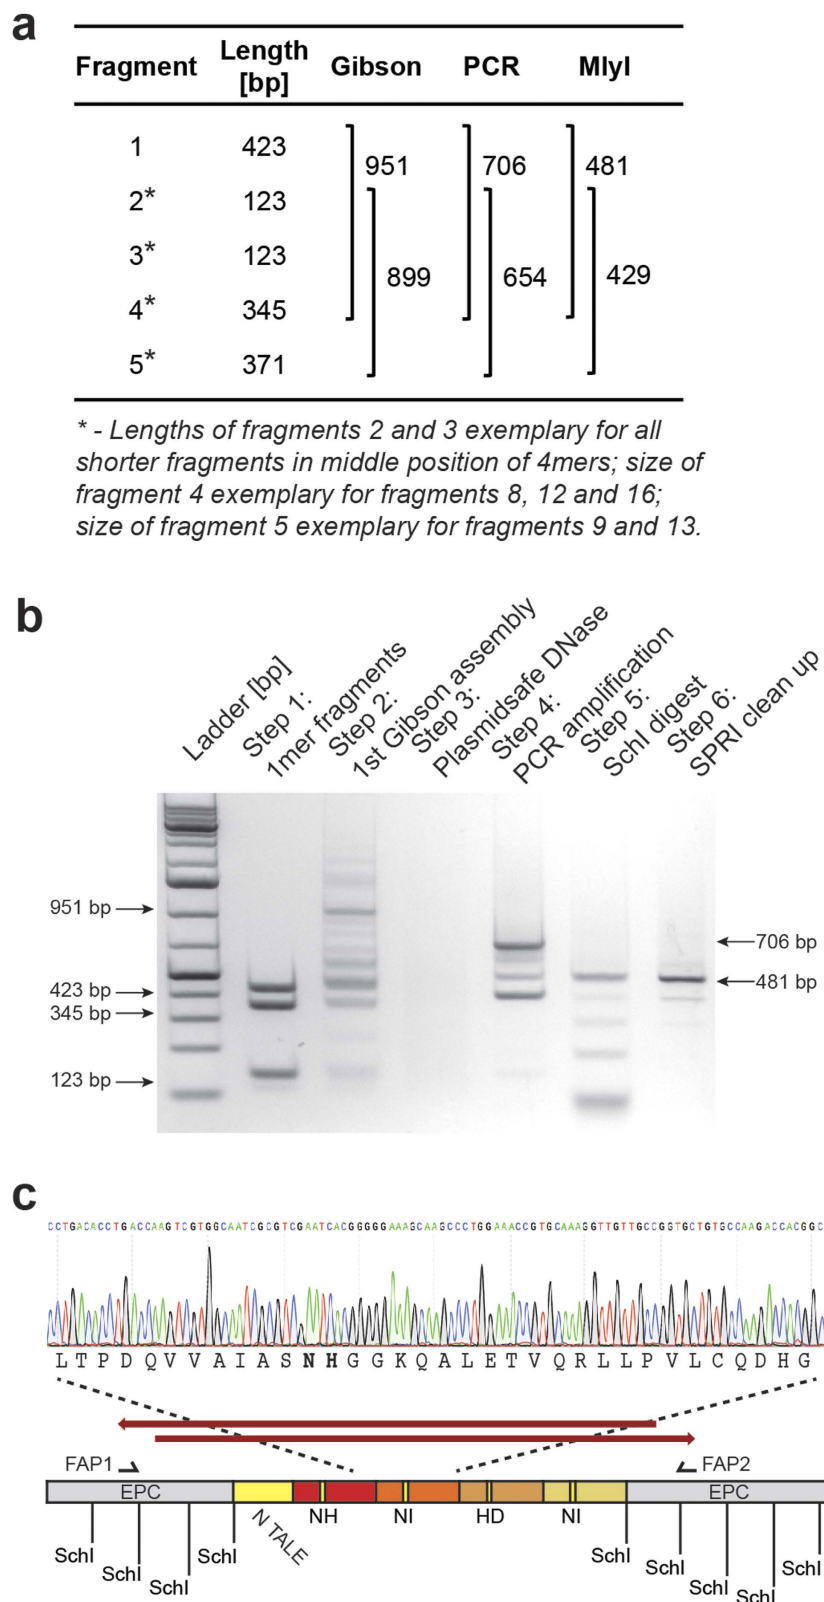 a
Fragment Length [bp] Gibson PCR MlyI
1 423 951 706 481
2* 123
3* 123 899 654 429
4* 345
5* 371
* - Lengths of fragments 2 and 3 exemplary for all
shorter fragments in middle position of 4mers; size of
fragment 4 exemplary for fragments 8, 12 and 16;
size of fragment 5 exemplary for fragments 9 and 13.
b
Ladder [bp]
Step 1:
1mer fragments
Step 2:
1st Gibson assembly
Step 3:
Plasmidsafe DNase
Step 4:
PCR amplification
Step 5:
SchI digest
Step 6:
SPRI clean up
951 bp
706 bp
423 bp
481 bp
345 bp
123 bp
c
CCTGACACCTGACCAAGTCGTGGCAATCGCGTCGAATCACGGGGGAAAGCAAGCCCTGGAAACCGTGCAAAGGTTGTTGCCGGTGCTGTGCCAAGACCACGGC
L T P D Q V V A I A S N H G G K Q A L E T V Q R L L P V L C Q D H G
FAP1 FAP2
EPC EPC
N TALE NH NI HD NI
SchI SchI SchI SchI SchI SchI SchI SchI SchI